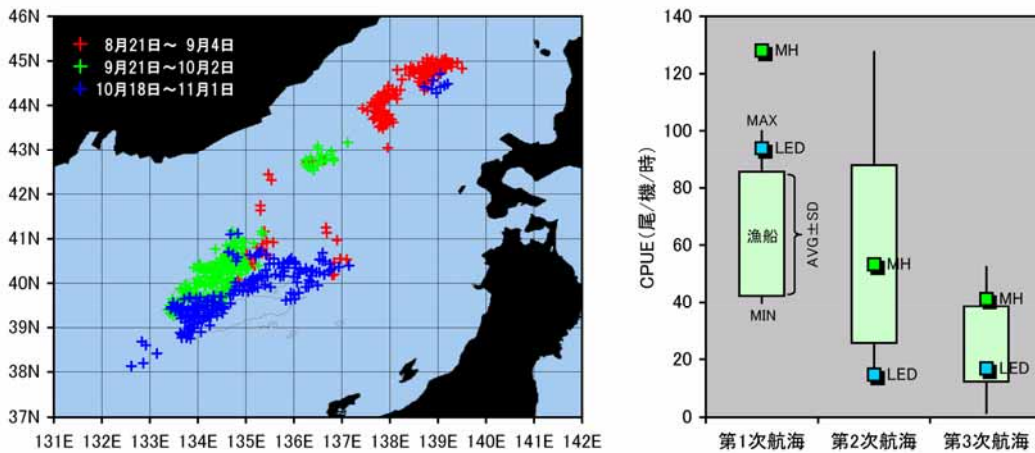 46N
45N
44N
43N
42N
41N
40N
39N
38N
37N
131E 132E 133E 134E 135E 136E 137E 138E 139E 140E 141E 142E
8月21日〜 9月4日
9月21日〜10月2日
10月18日〜11月1日
CPUE(尾/機/時)
140
120
100
80
60
40
20
0
MH
MAX
LED
漁船
AVG±SD
MIN
MH
LED
MH
LED
第1次航海 第2次航海 第3次航海